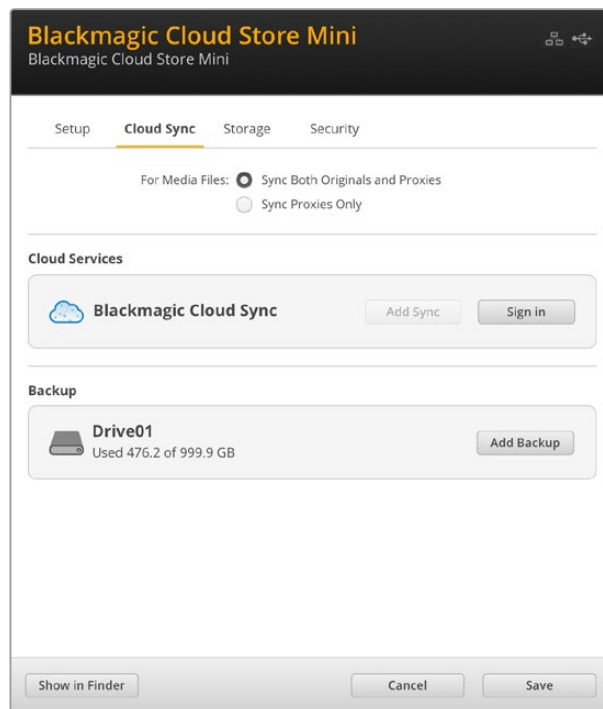 Blackmagic Cloud Store Mini
Blackmagic Cloud Store Mini
Setup Cloud Sync Storage Security
For Media Files: Sync Both Originals and Proxies
Sync Proxies Only
Cloud Services
Blackmagic Cloud Sync Add Sync Sign in
Backup
Drive01
Used 476.2 of 999.9 GB
Add Backup
Show in Finder Cancel Save